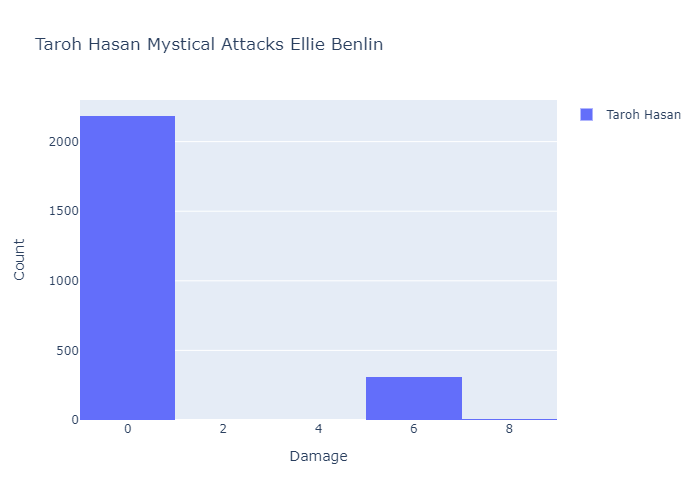 Taroh Hasan Mystical Attacks Ellie Benlin
Taroh Hasan
Count
2000
1500
1000
500
0
0 2 4 6 8
Damage